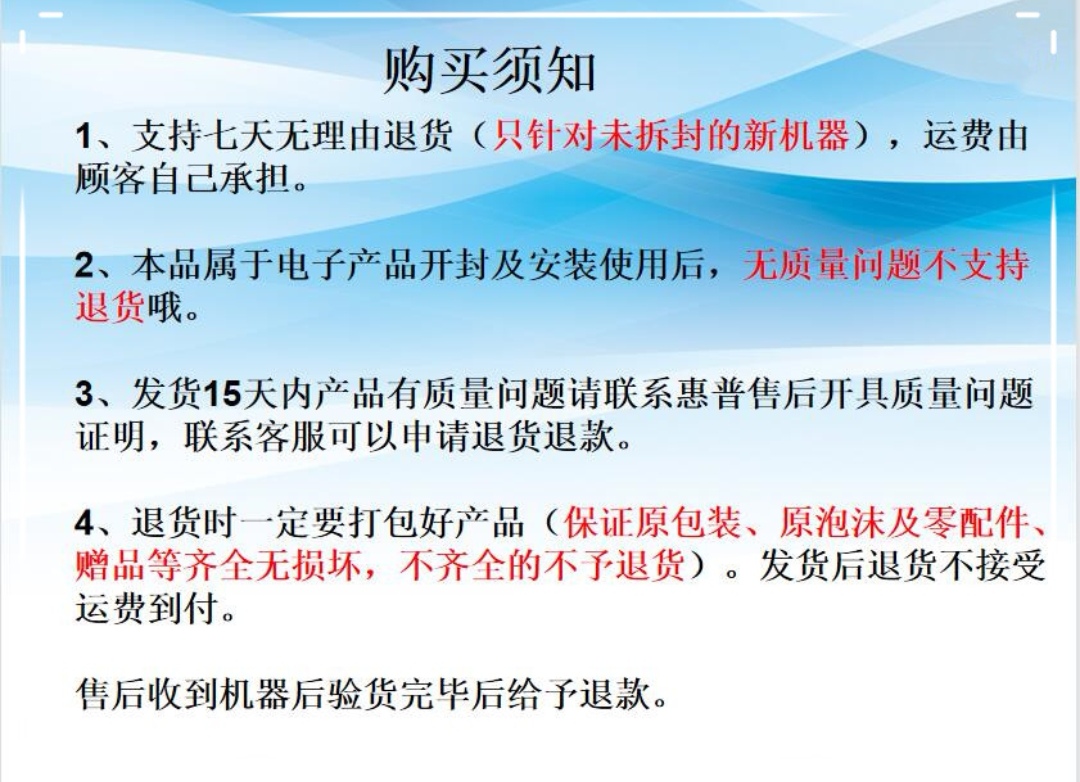 购买须知
1、支持七天无理由退货（只针对未拆封的新机器），运费由
顾客自己承担。
2、本品属于电子产品开封及安装使用后，无质量问题不支持
退货哦。
3、发货15天内产品有质量问题请联系惠普售后开具质量问题
证明，联系客服可以申请退货退款。
4、退货时一定要打包好产品（保证原包装、原泡沫及零配件、
赠品等齐全无损坏，不齐全的不予退货）。发货后退货不接受
运费到付。
售后收到机器后验货完毕后给予退款。